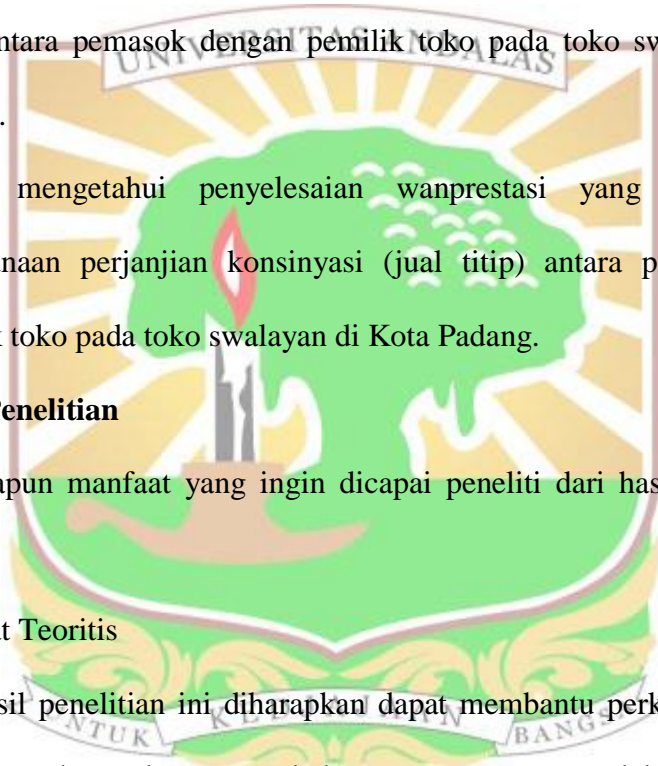 ntara pemasok dengan pemilik toko pada toko sw
UNIVERSITAS ANDALAS
.
mengetahui penyelesaian wanprestasi yang
naan perjanjian konsinyasi (jual titip) antara p
toko pada toko swalayan di Kota Padang.
Penelitian
apun manfaat yang ingin dicapai peneliti dari has
t Teoritis
sil penelitian ini diharapkan dapat membantu perk
UNTUK KEDJAJAAN BANGSA